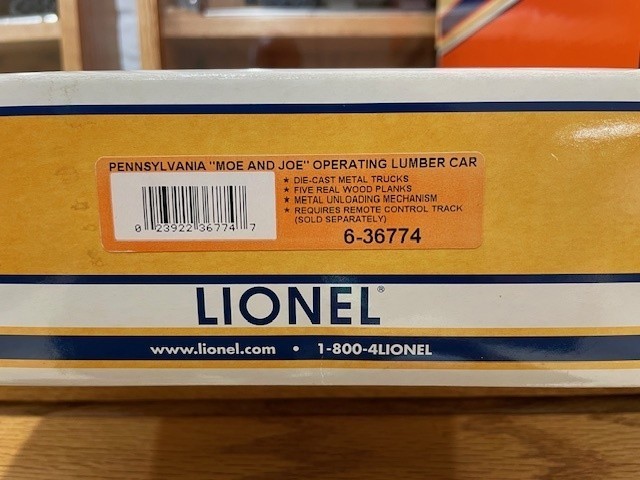 PENNSYLVANIA "MOE AND JOE" OPERATING LUMBER CAR
★ DIE-CAST METAL TRUCKS
★ FIVE REAL WOOD PLANKS
★ METAL UNLOADING MECHANISM
★ REQUIRES REMOTE CONTROL TRACK
(SOLD SEPARATELY)
0 23922 36774 7
6-36774
LIONEL®
www.lionel.com • 1-800-4LIONEL